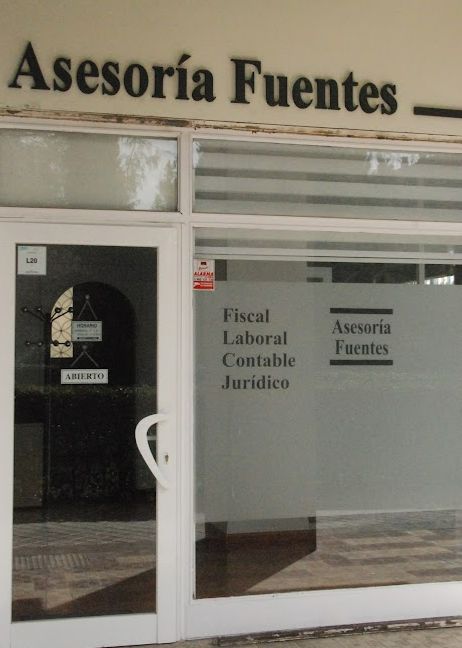 Asesoría Fuentes
L20
ALARMA
HORARIO
ABIERTO
Fiscal
Laboral
Contable
Jurídico
Asesoría
Fuentes